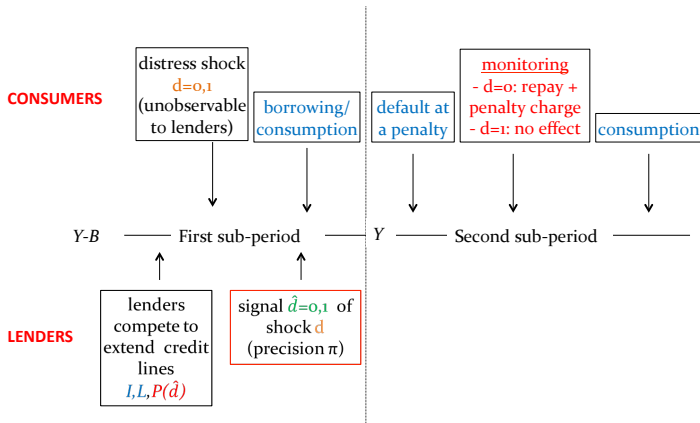 distress shock
d=0,1
(unobservable
to lenders)
CONSUMERS
borrowing/
consumption
default at
a penalty
monitoring
- d=0: repay +
penalty charge
- d=1: no effect
consumption
Y-B
First sub-period
Y
Second sub-period
LENDERS
lenders
compete to
extend credit
lines
I,L,P(d̂)
signal d̂=0,1 of
shock d
(precision π)